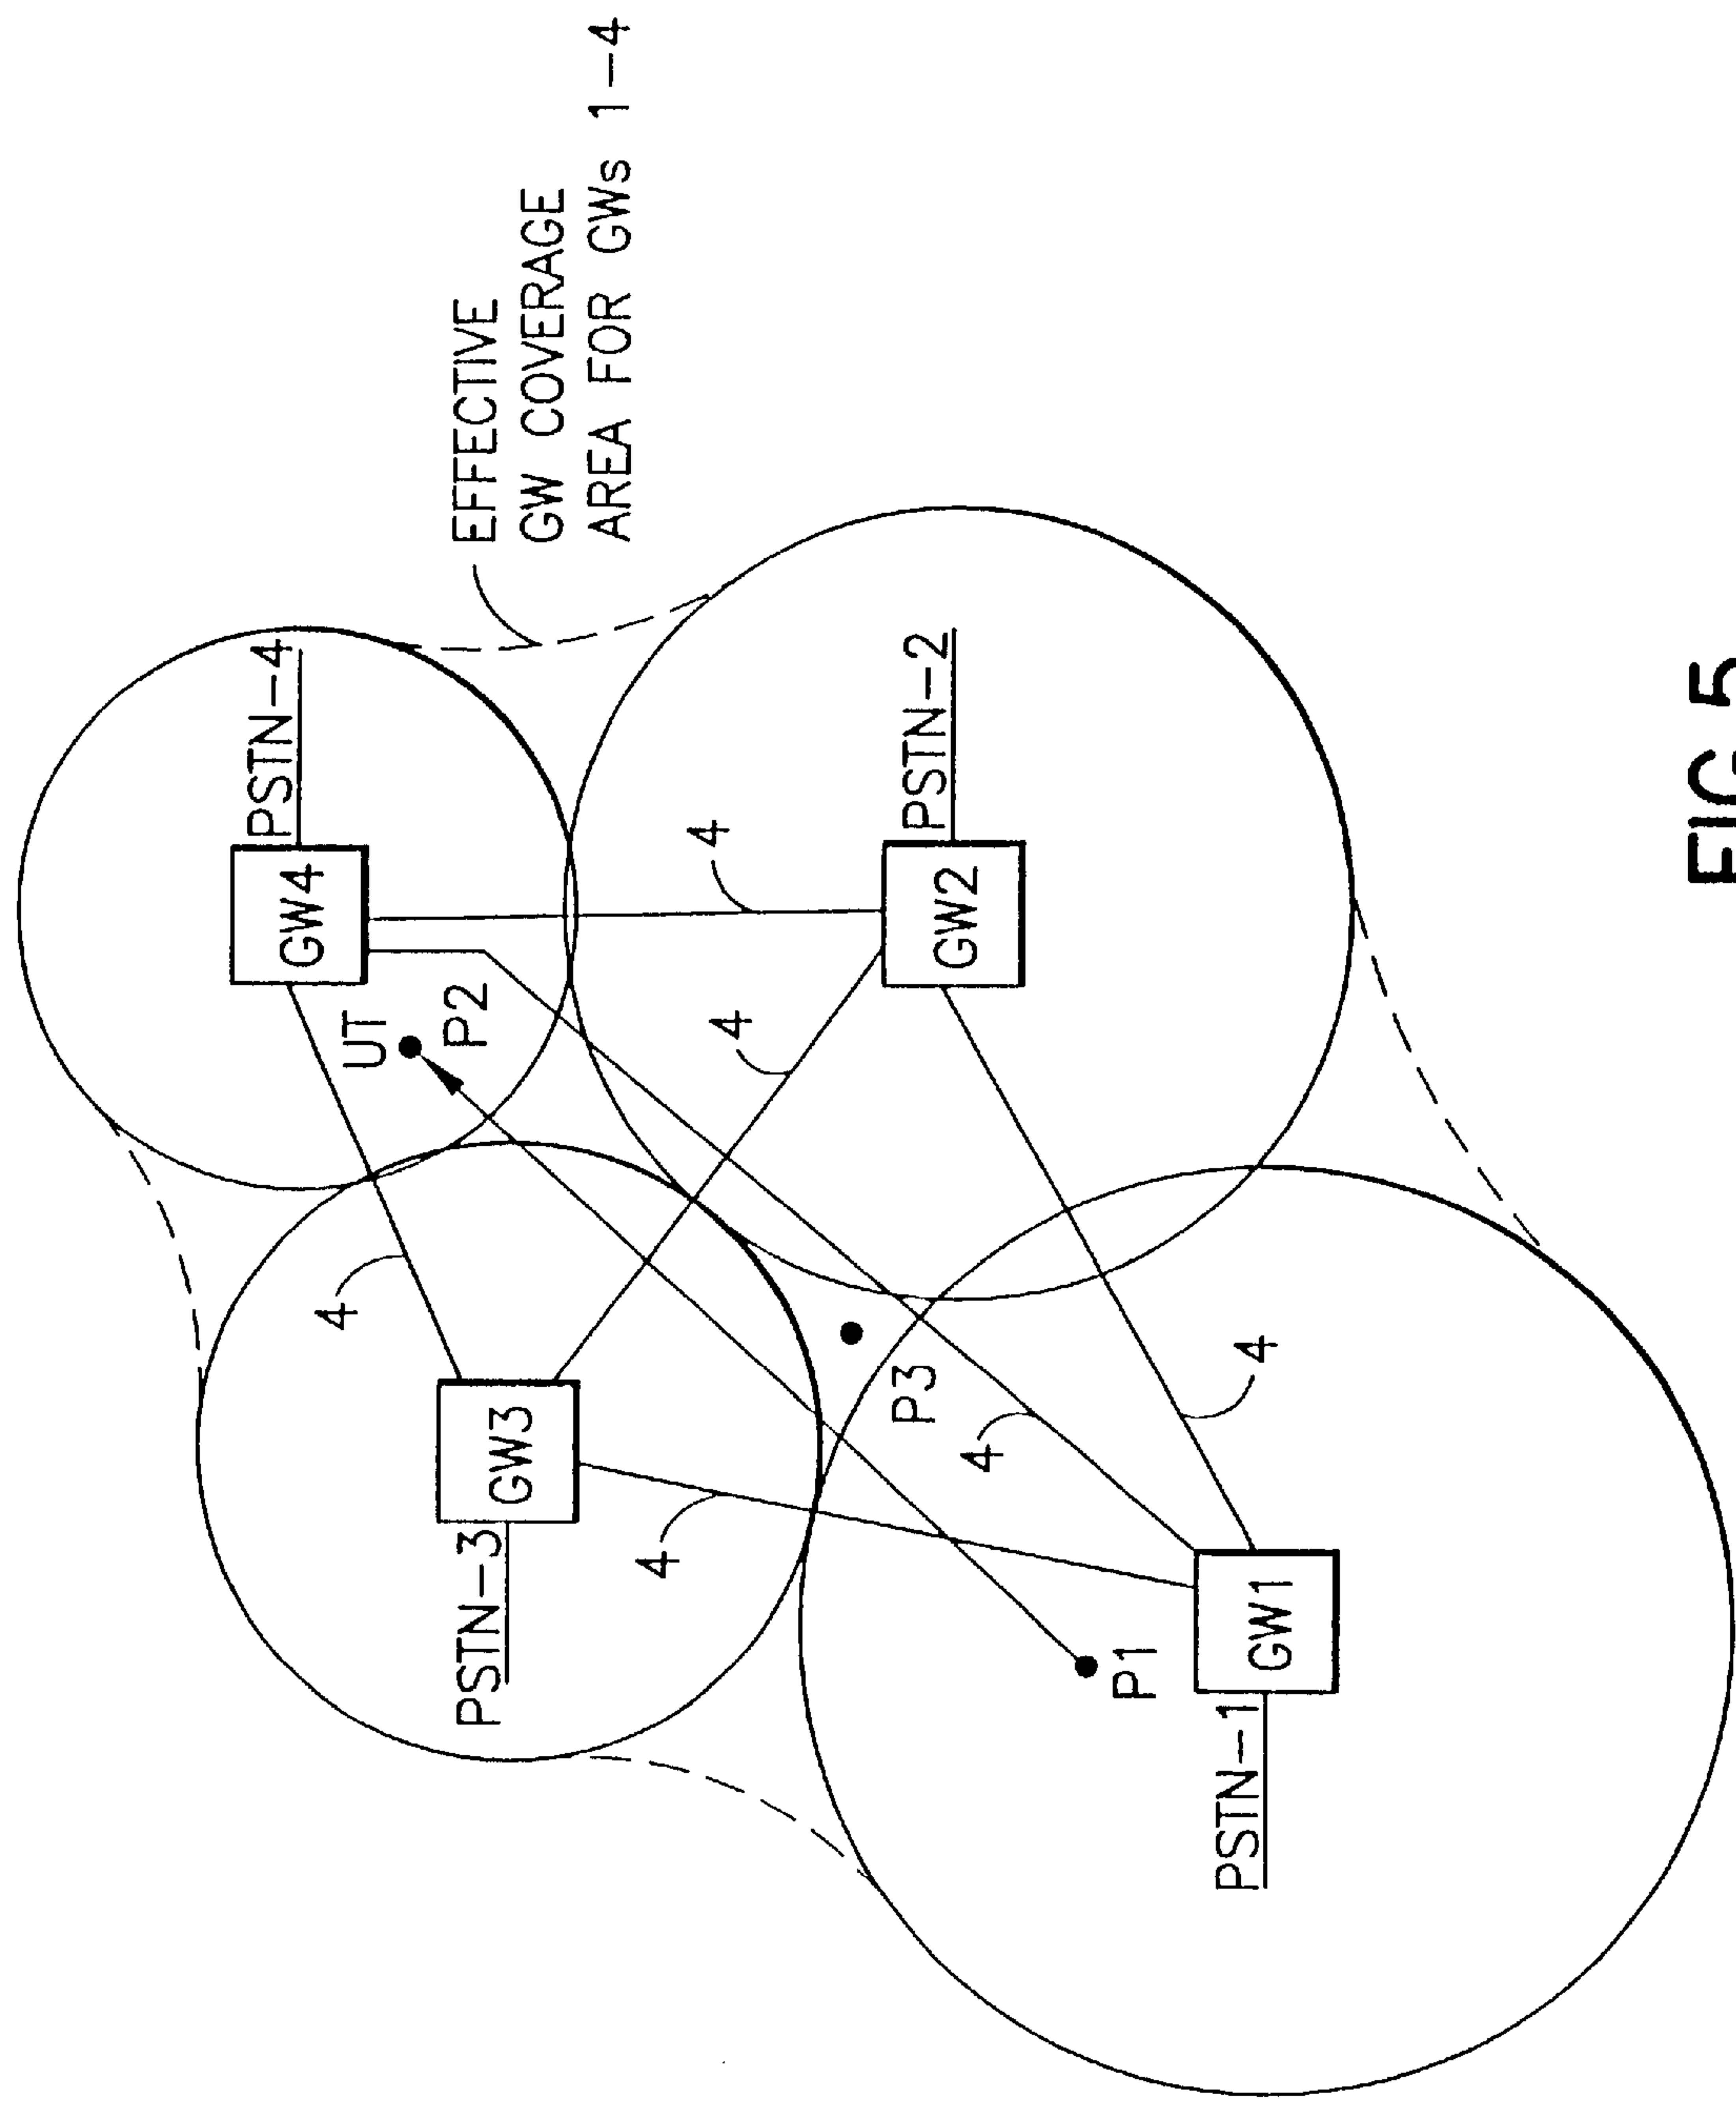 EFFECTIVE
GW COVERAGE
AREA FOR GWs 1-4
PSTN-3
GW3
4
UT
P2
GW4
PSTN-4
4
4
4
P3
4
4
P1
PSTN-1
GW1
GW2
PSTN-2
FIG.5